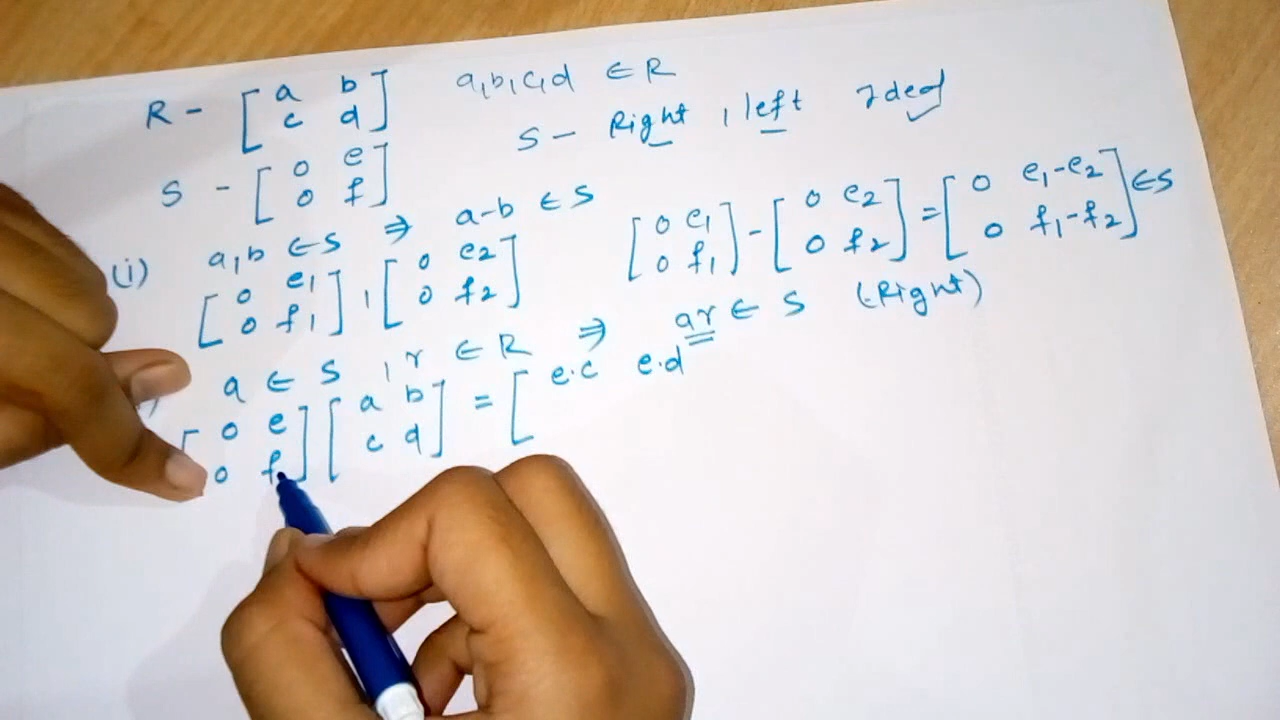 R - [ a b ; c d ] a,b,c,d ∈ R
S - Right , left Ideal ✓
S - [ 0 e ; 0 f ]
(i) a,b ∈ S ⇒ a-b ∈ S
[ 0 e1 ; 0 f1 ] , [ 0 e2 ; 0 f2 ] [ 0 e1 ; 0 f1 ] - [ 0 e2 ; 0 f2 ] = [ 0 e1-e2 ; 0 f1-f2 ] ∈ S
a ∈ S , r ∈ R ⇒ ar ∈ S (Right)
[ 0 e ; 0 f ] [ a b ; c d ] = [ e.c e.d